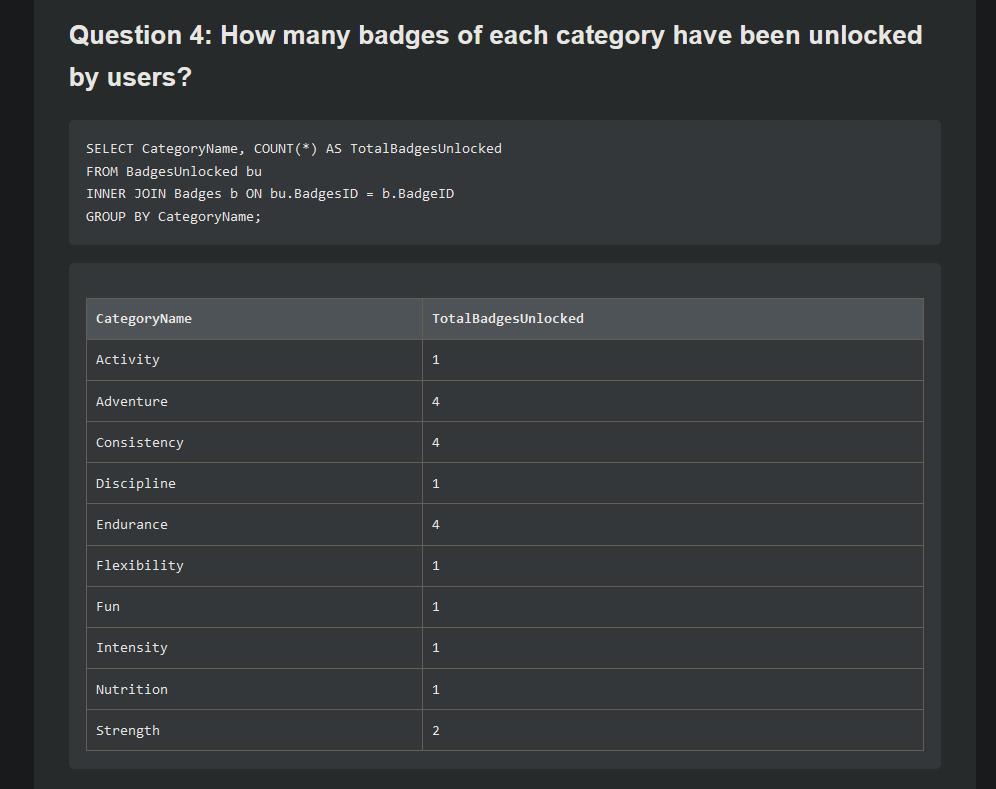 Question 4: How many badges of each category have been unlocked
by users?
SELECT CategoryName, COUNT(*) AS TotalBadgesUnlocked
FROM BadgesUnlocked bu
INNER JOIN Badges b ON bu.BadgesID = b.BadgeID
GROUP BY CategoryName;
CategoryName TotalBadgesUnlocked
Activity 1
Adventure 4
Consistency 4
Discipline 1
Endurance 4
Flexibility 1
Fun 1
Intensity 1
Nutrition 1
Strength 2